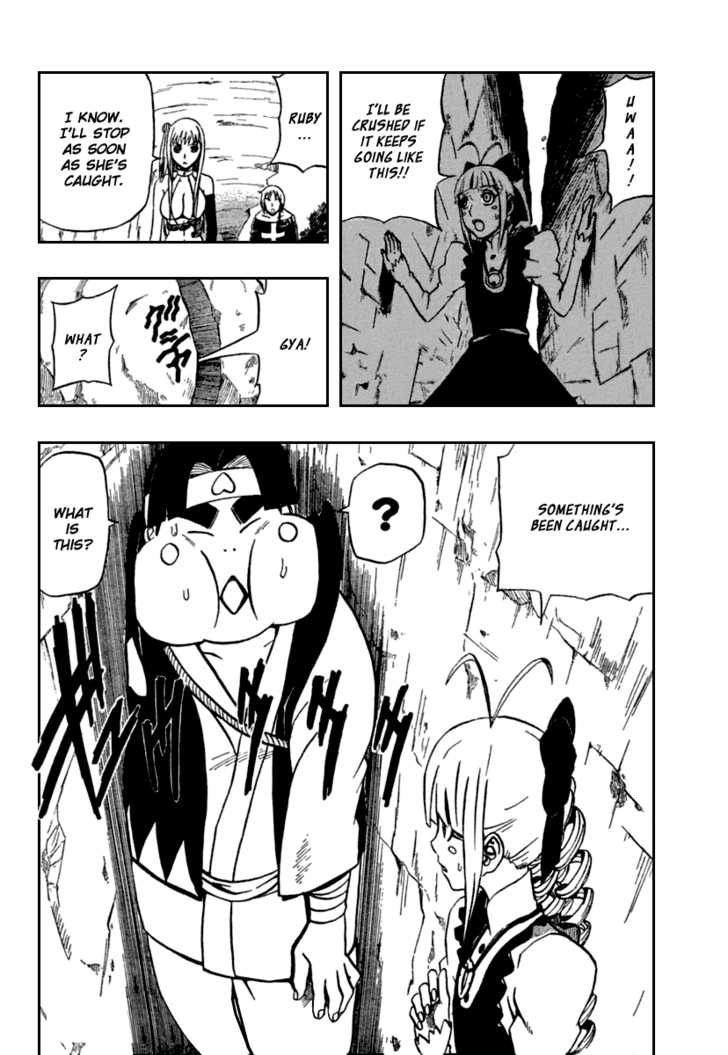 UWAA!!
I'LL BE
CRUSHED IF
IT KEEPS
GOING LIKE
THIS!!
RUBY
...
I KNOW.
I'LL STOP
AS SOON
AS SHE'S
CAUGHT.
GYA!
WHAT
?
SOMETHING'S
BEEN CAUGHT...
?
WHAT
IS
THIS?